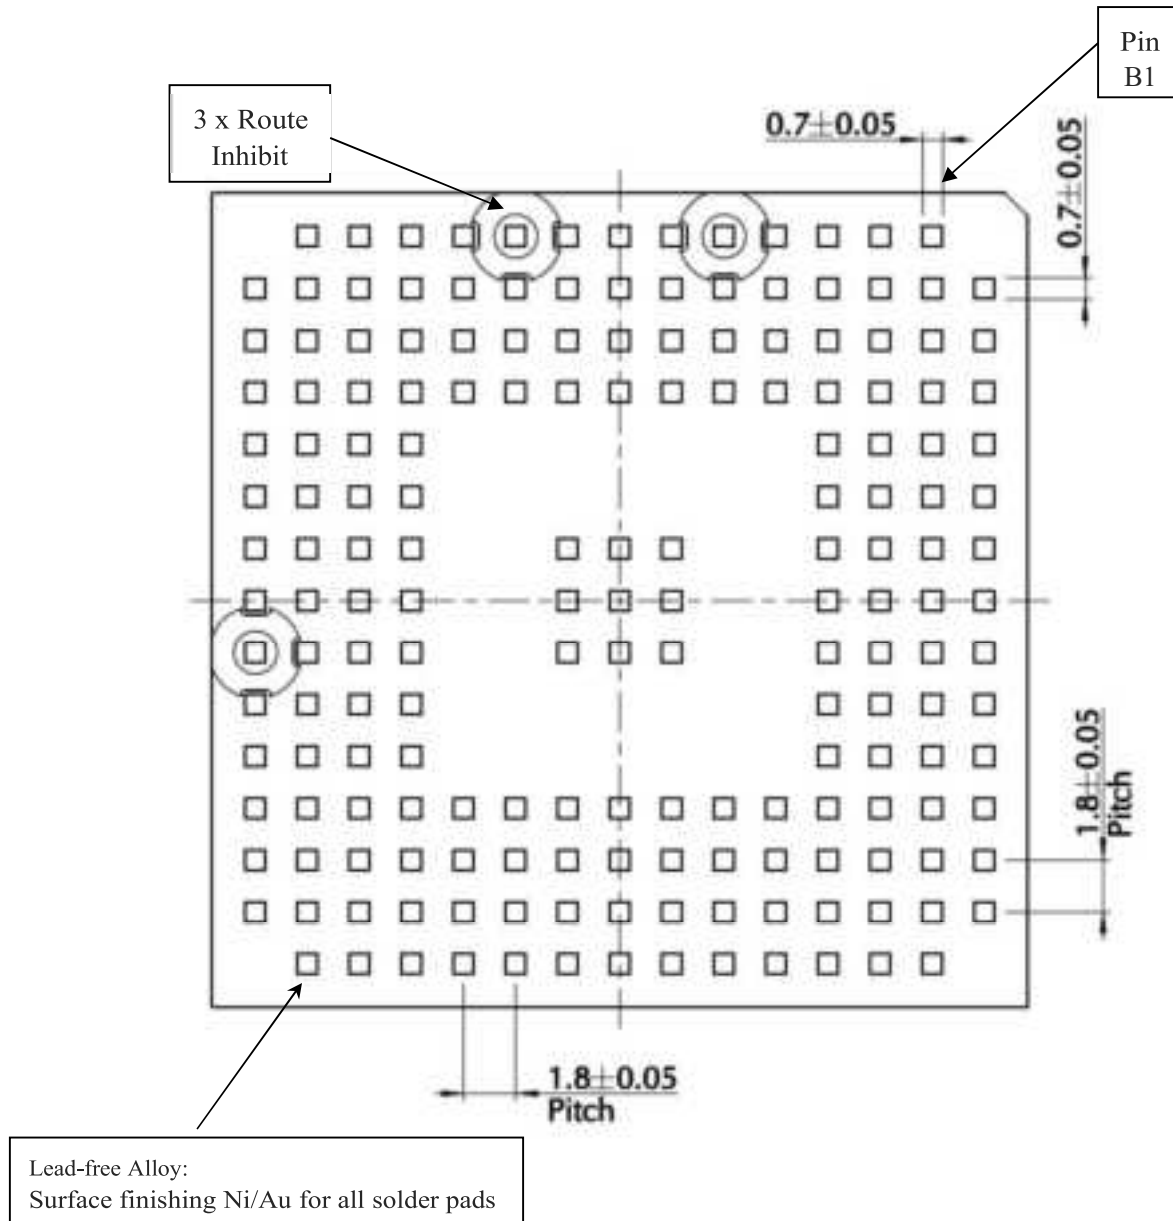 Pin
B1
3 x Route
Inhibit
0.7±0.05
0.7±0.05
1.8±0.05
Pitch
1.8±0.05
Pitch
Lead-free Alloy:
Surface finishing Ni/Au for all solder pads